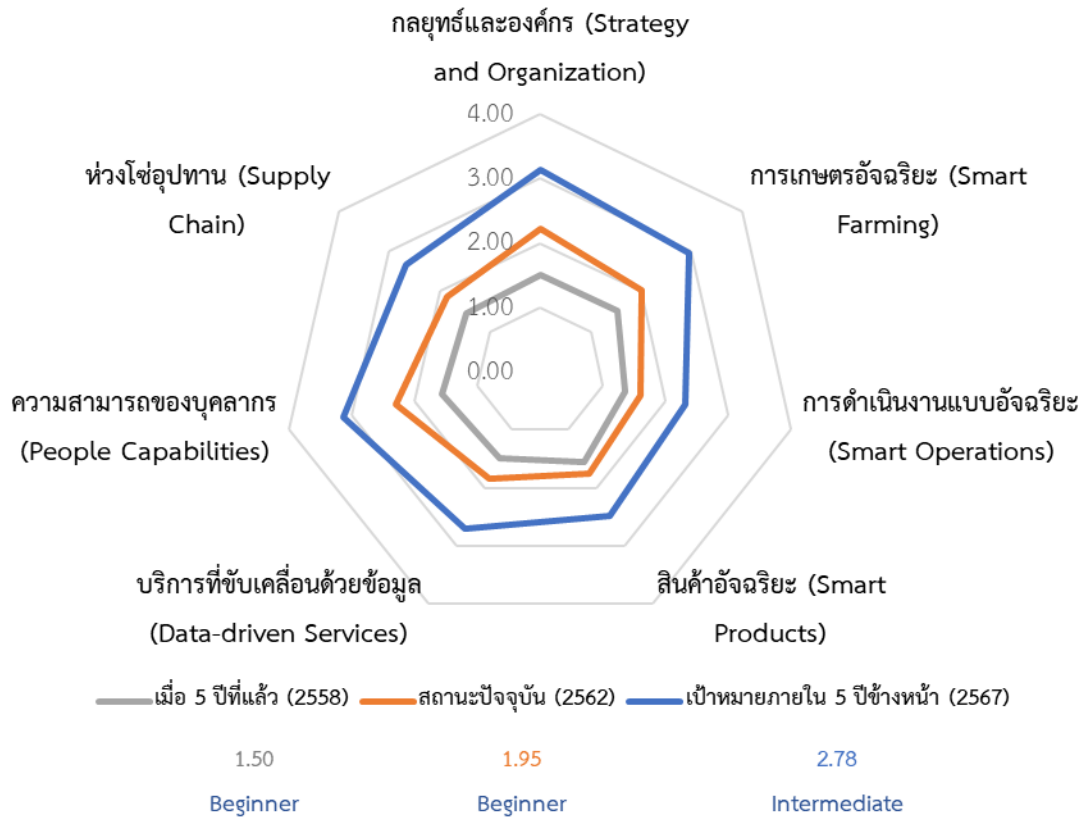 กลยุทธ์และองค์กร (Strategy
and Organization)
4.00
3.00
2.00
1.00
0.00
ห่วงโซ่อุปทาน (Supply
Chain)
การเกษตรอัจฉริยะ (Smart
Farming)
ความสามารถของบุคลากร
(People Capabilities)
การดำเนินงานแบบอัจฉริยะ
(Smart Operations)
บริการที่ขับเคลื่อนด้วยข้อมูล
(Data-driven Services)
สินค้าอัจฉริยะ (Smart
Products)
เมื่อ 5 ปีที่แล้ว (2558) สถานะปัจจุบัน (2562) เป้าหมายภายใน 5 ปีข้างหน้า (2567)
1.50 1.95 2.78
Beginner Beginner Intermediate